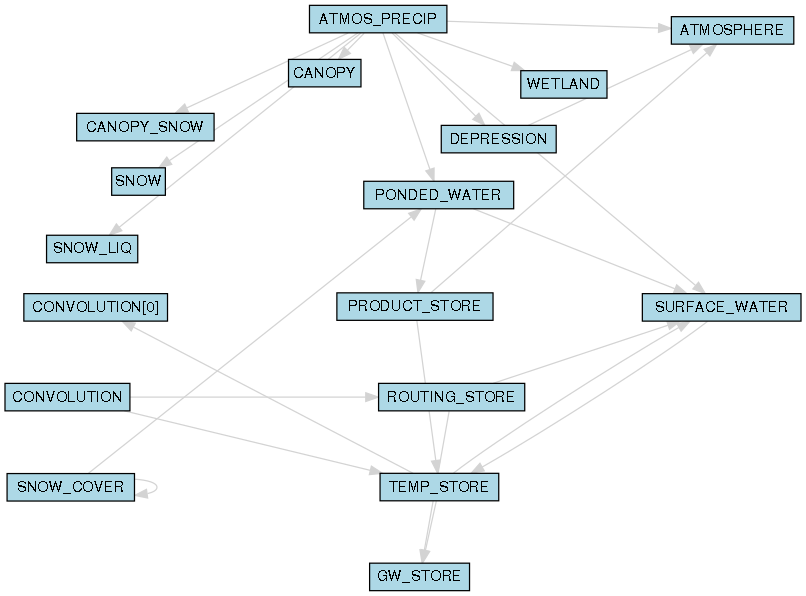 ATMOS_PRECIP
ATMOSPHERE
CANOPY
WETLAND
CANOPY_SNOW
DEPRESSION
SNOW
PONDED_WATER
SNOW_LIQ
CONVOLUTION[0]
PRODUCT_STORE
SURFACE_WATER
CONVOLUTION
ROUTING_STORE
SNOW_COVER
TEMP_STORE
GW_STORE